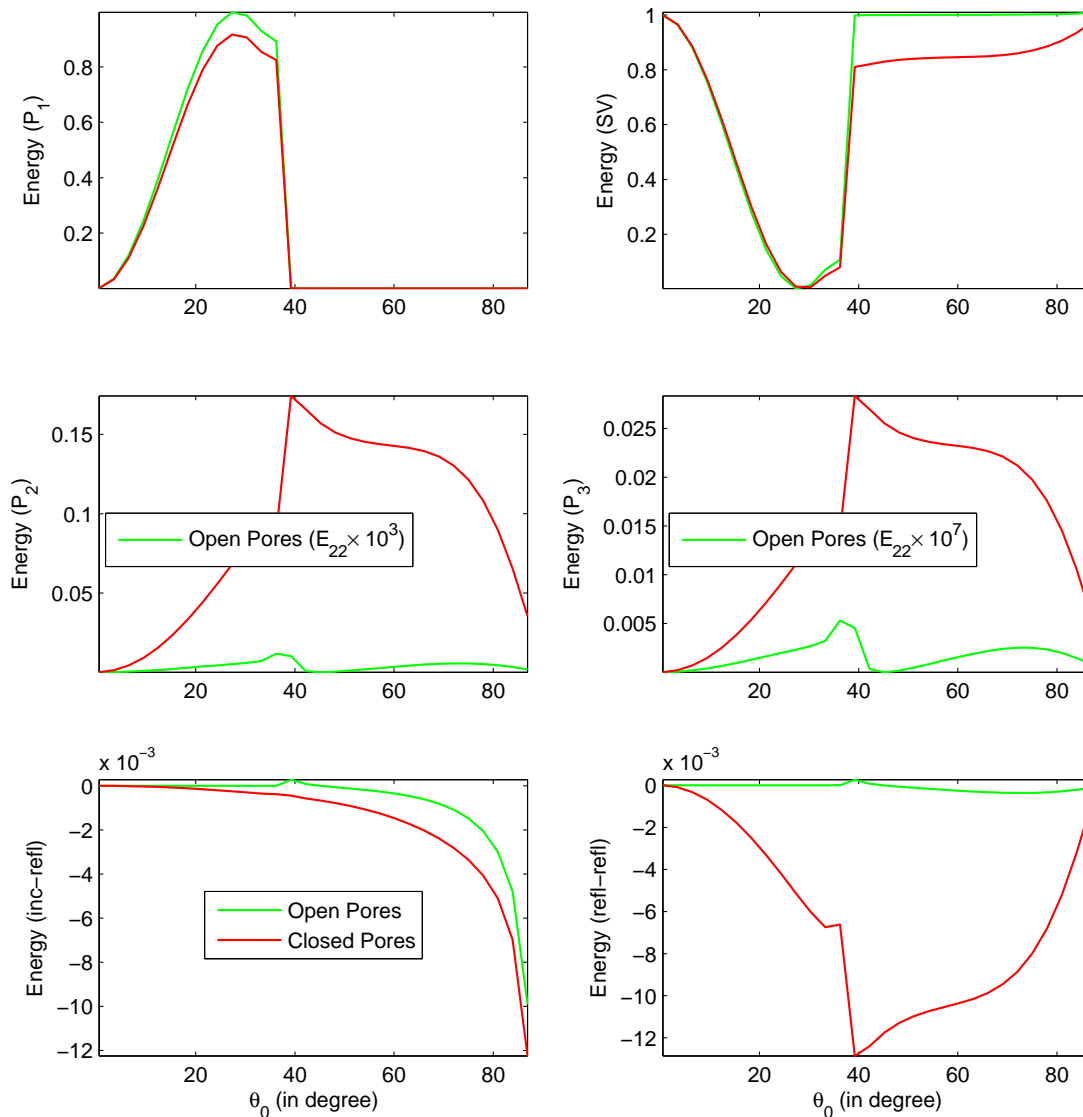 Energy (P1)
0.8
0.6
0.4
0.2
20 40 60 80
Energy (SV)
1
0.8
0.6
0.4
0.2
20 40 60 80
Energy (P2)
0.15
0.1
0.05
Open Pores (E22× 10^3)
20 40 60 80
Energy (P3)
0.025
0.02
0.015
0.01
0.005
Open Pores (E22× 10^7)
20 40 60 80
x 10^−3
Energy (inc−refl)
0
−2
−4
−6
−8
−10
−12
Open Pores
Closed Pores
20 40 60 80
θ0 (in degree)
x 10^−3
Energy (refl−refl)
0
−2
−4
−6
−8
−10
−12
20 40 60 80
θ0 (in degree)